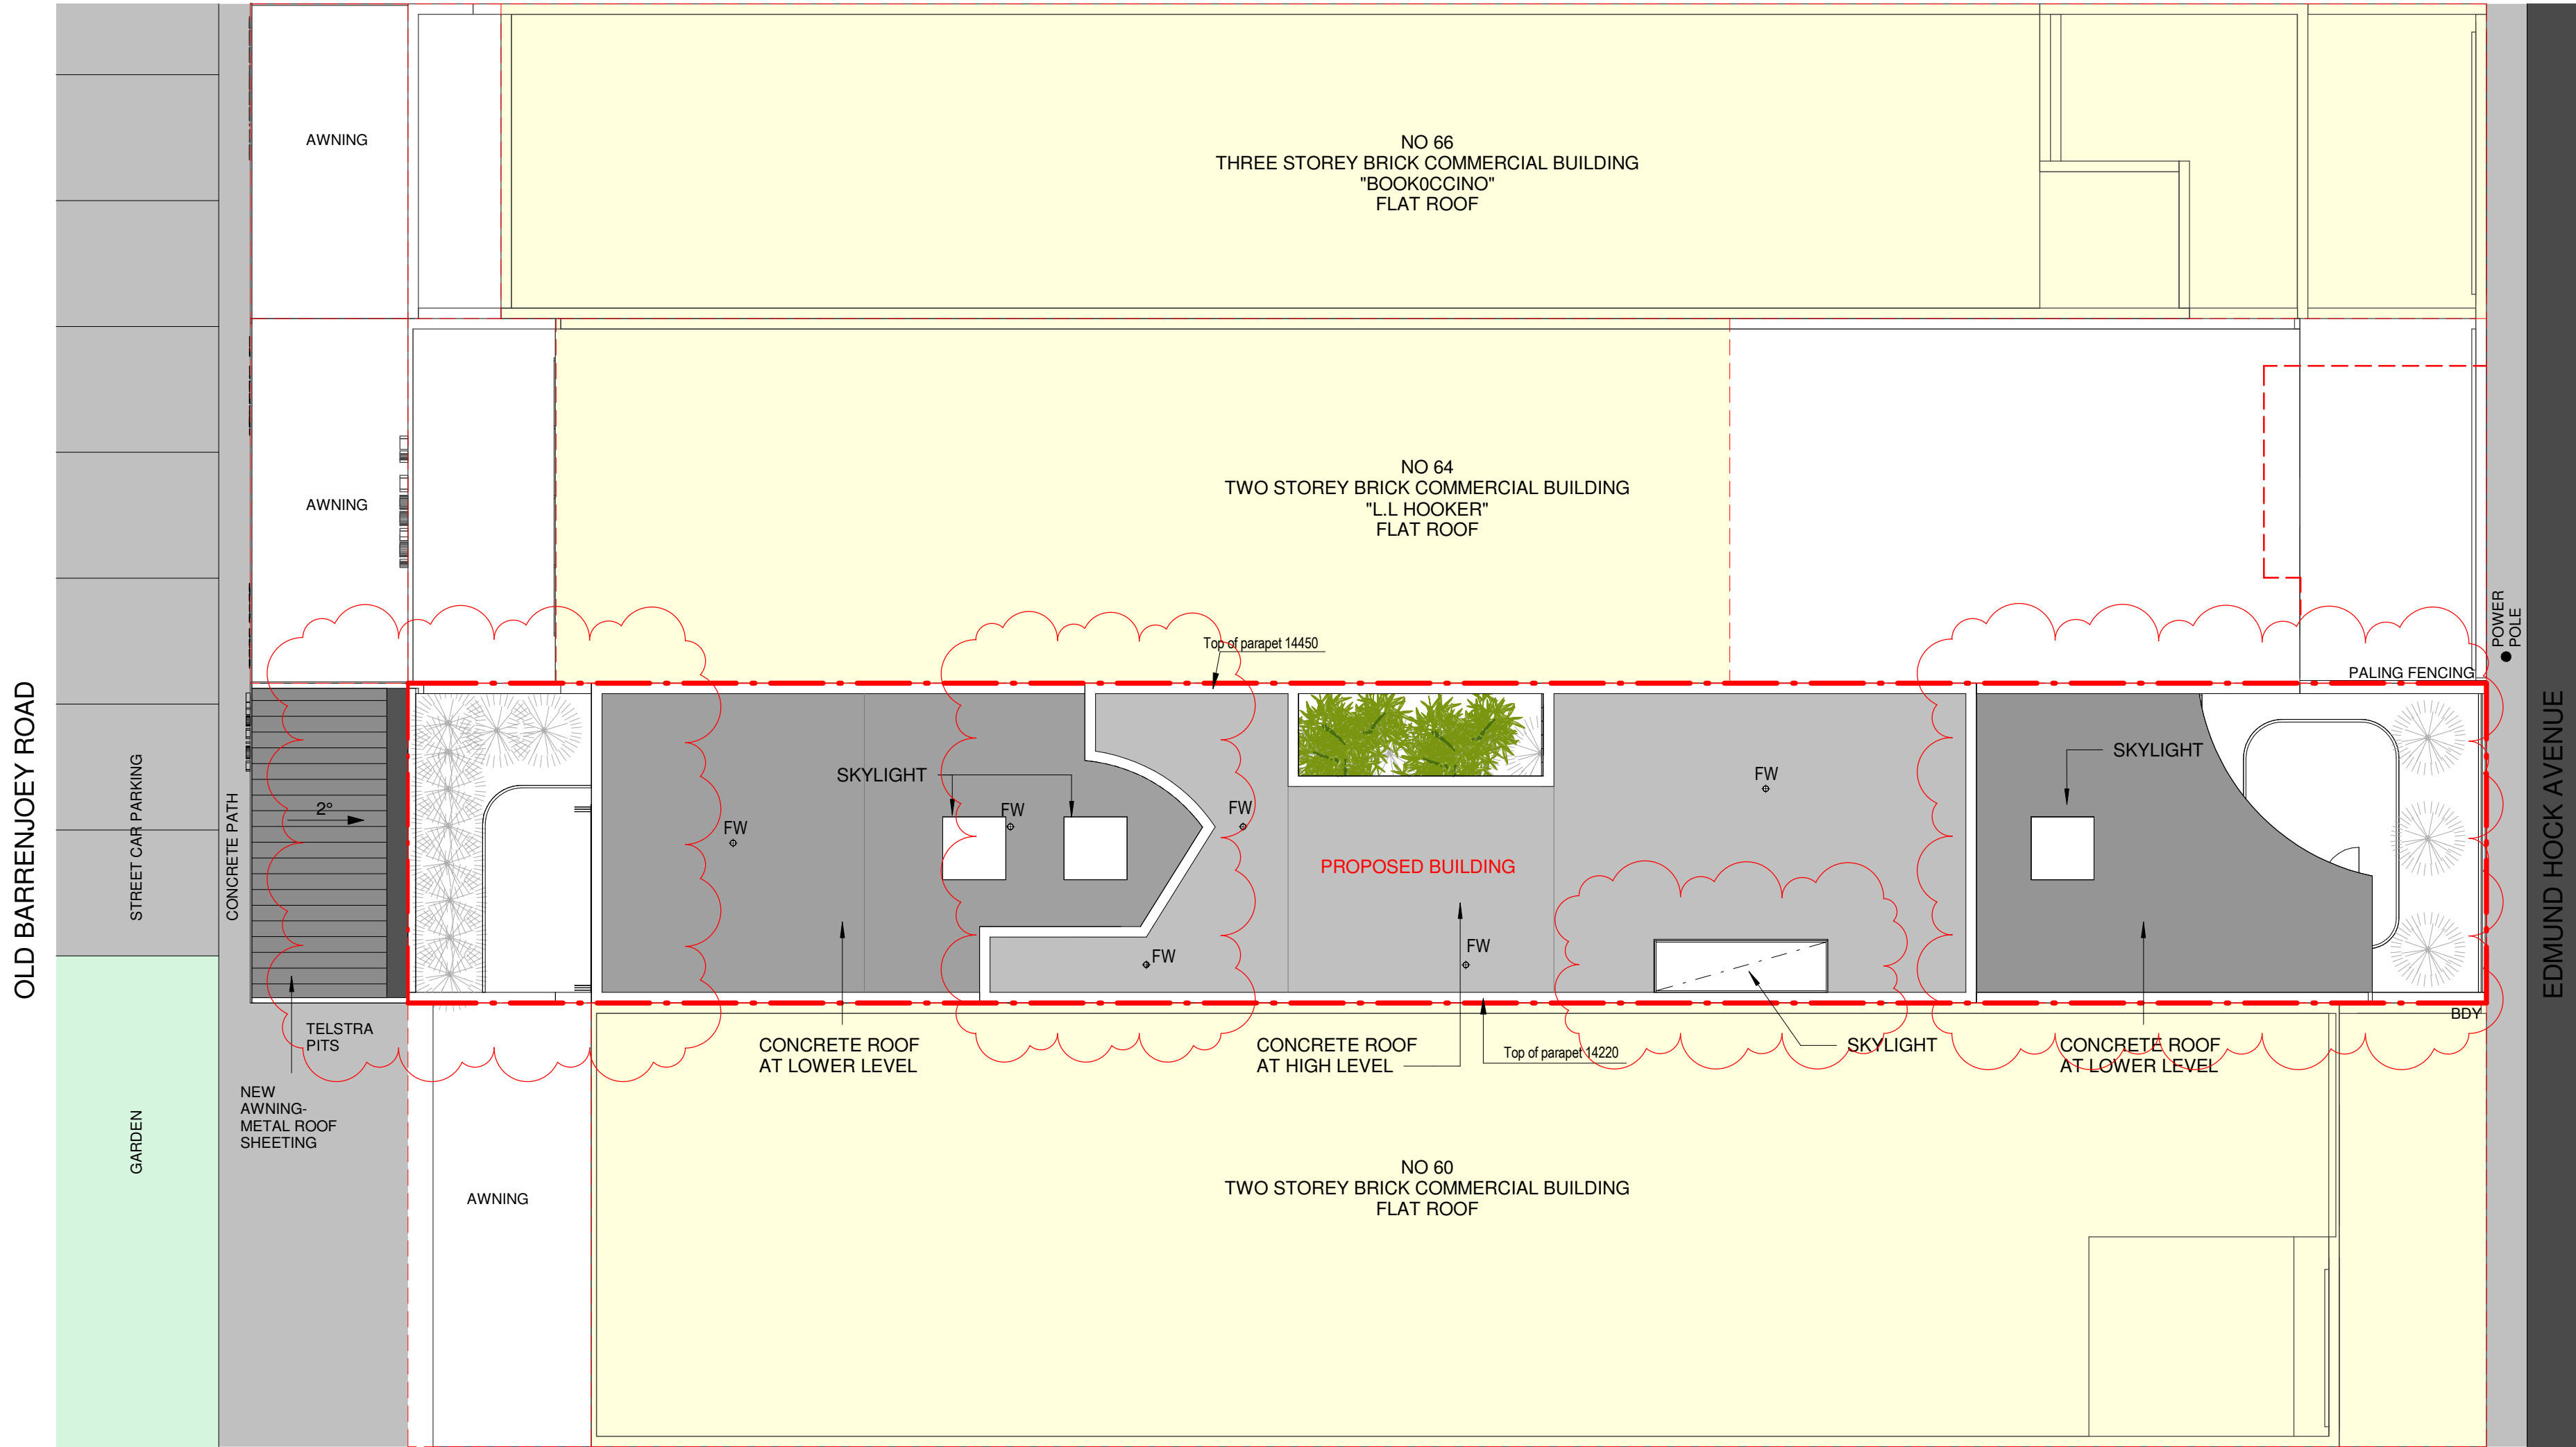 AWNING
NO 66
THREE STOREY BRICK COMMERCIAL BUILDING
"BOOK0CCINO"
FLAT ROOF
AWNING
NO 64
TWO STOREY BRICK COMMERCIAL BUILDING
"L.L HOOKER"
FLAT ROOF
Top of parapet 14450
POWER
POLE
PALING FENCING
OLD BARRENJOEY ROAD
STREET CAR PARKING
CONCRETE PATH
2°
SKYLIGHT
FW
FW
FW
FW
FW
FW
PROPOSED BUILDING
SKYLIGHT
EDMUND HOCK AVENUE
BDY
TELSTRA
PITS
CONCRETE ROOF
AT LOWER LEVEL
CONCRETE ROOF
AT HIGH LEVEL
Top of parapet 14220
SKYLIGHT
CONCRETE ROOF
AT LOWER LEVEL
NEW
AWNING-
METAL ROOF
SHEETING
GARDEN
AWNING
NO 60
TWO STOREY BRICK COMMERCIAL BUILDING
FLAT ROOF